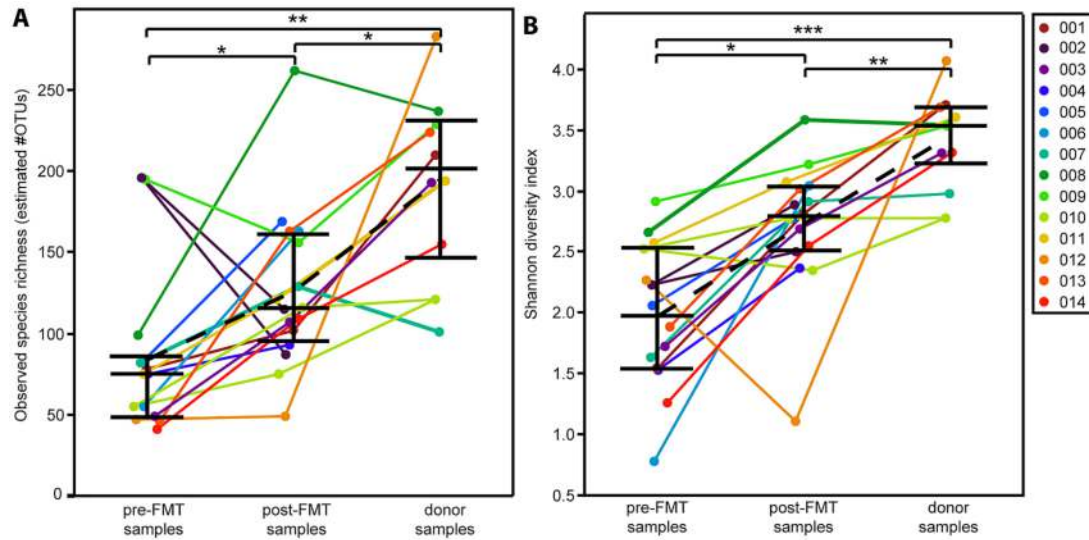 A
Observed species richness (estimated #OTUs)
250
200
150
100
50
0
**
*
*
pre-FMT
samples
post-FMT
samples
donor
samples
B
Shannon diversity index
4.0
3.5
3.0
2.5
2.0
1.5
1.0
0.5
***
*
**
pre-FMT
samples
post-FMT
samples
donor
samples
001
002
003
004
005
006
007
008
009
010
011
012
013
014